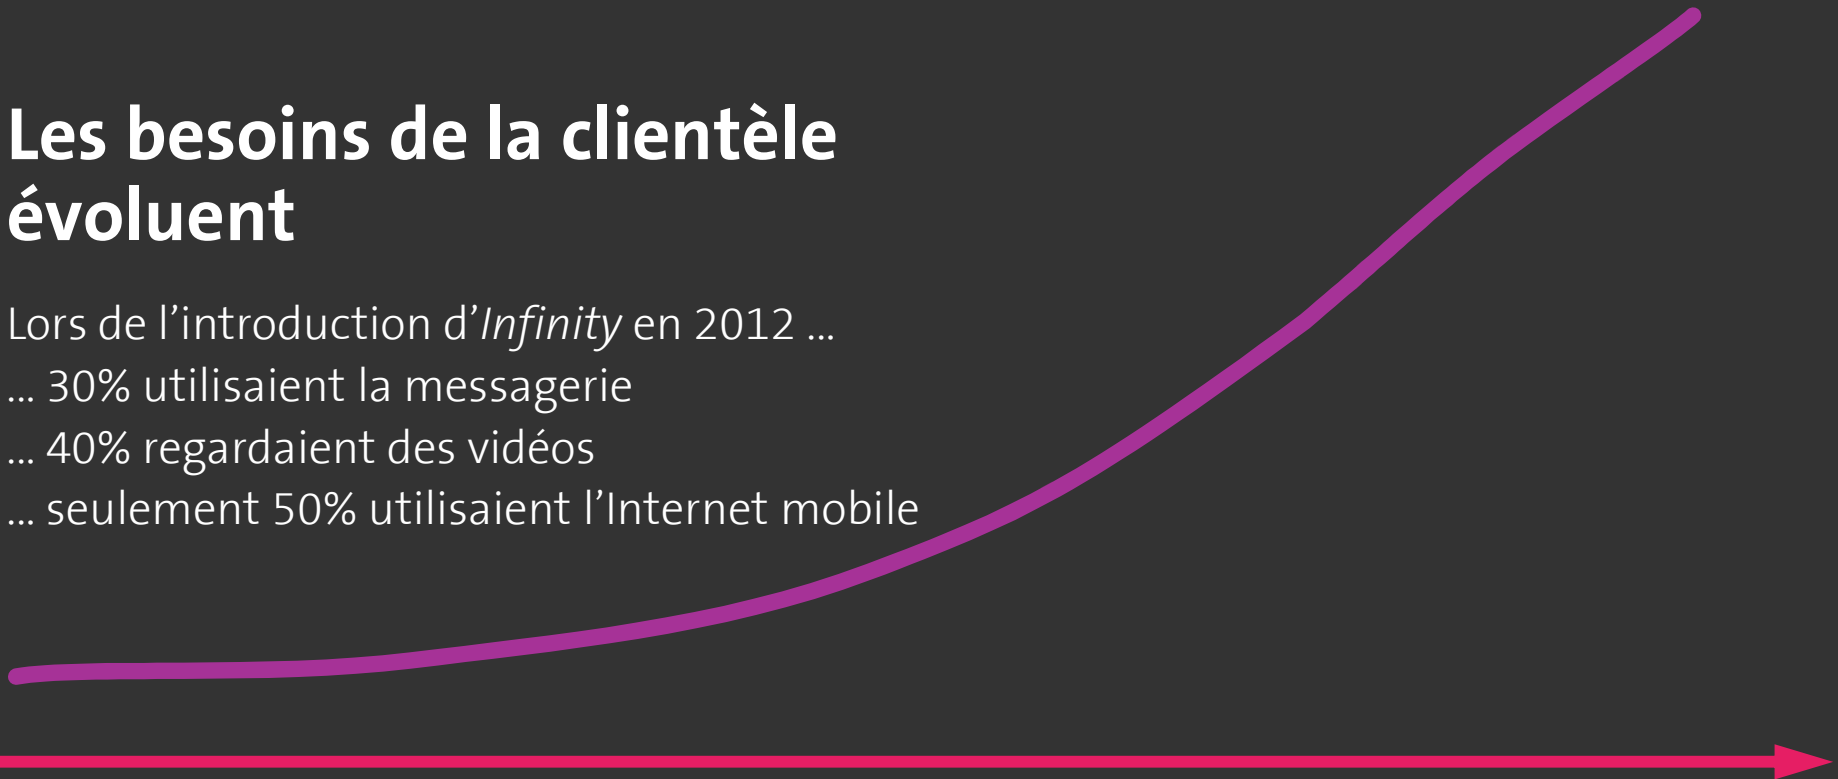 Les besoins de la clientèle
évoluent
Lors de l’introduction d’Infinity en 2012 ...
... 30% utilisaient la messagerie
... 40% regardaient des vidéos
... seulement 50% utilisaient l’Internet mobile